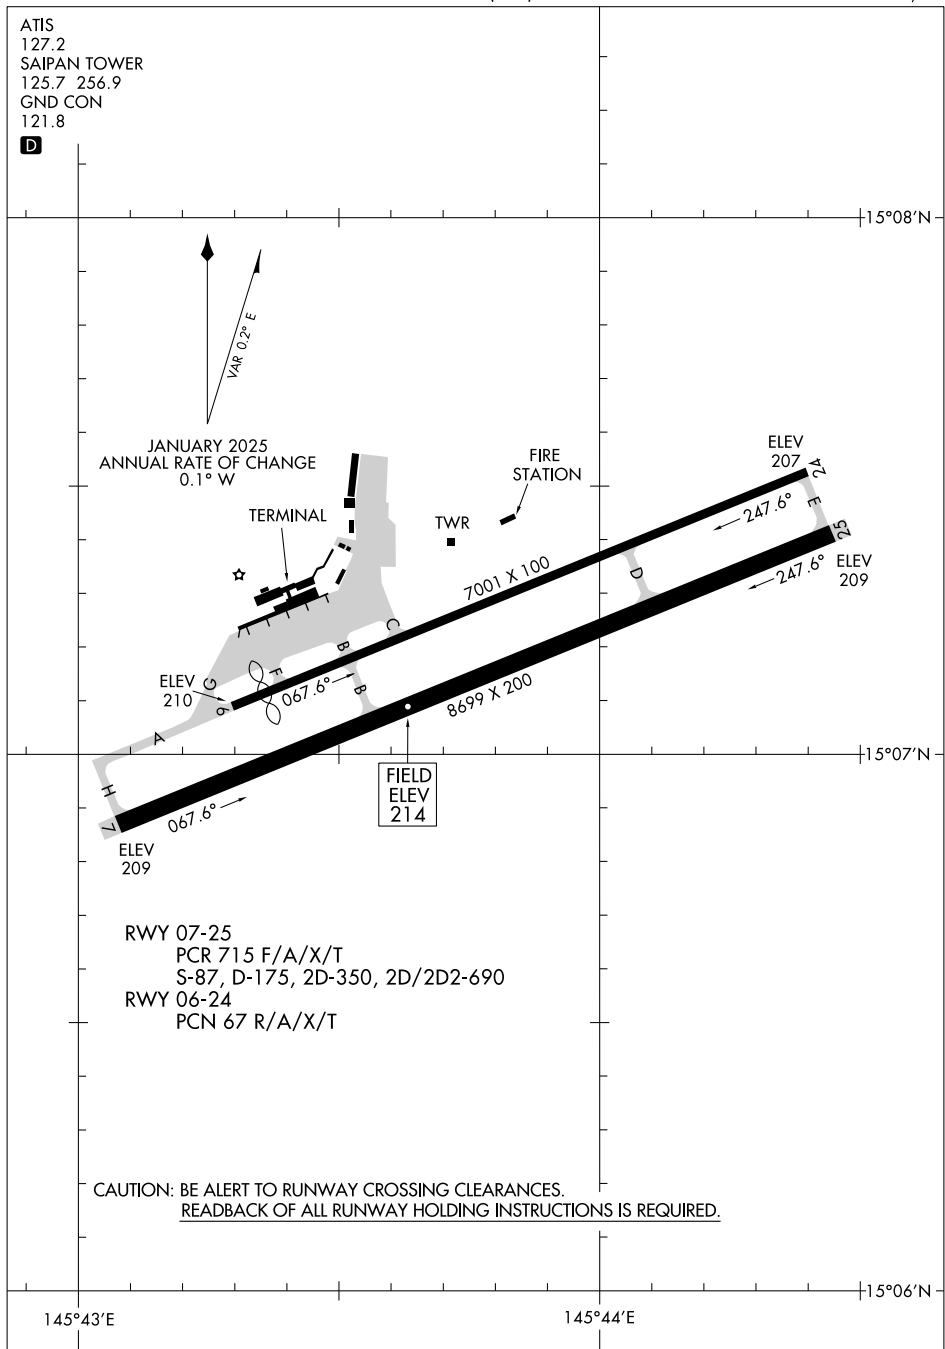 ATIS
127.2
SAIPAN TOWER
125.7 256.9
GND CON
121.8
D
15°08'N
VAR 0.2° E
JANUARY 2025
ANNUAL RATE OF CHANGE
0.1° W
ELEV
207
24
FIRE
STATION
E
247.6°
TERMINAL
TWR
25
ELEV
209
7001 X 100
D
247.6°
C
B
F
ELEV
210
G
067.6°
B
6
8699 X 200
A
15°07'N
FIELD
ELEV
214
H
067.6°
7
ELEV
209
RWY 07-25
PCR 715 F/A/X/T
S-87, D-175, 2D-350, 2D/2D2-690
RWY 06-24
PCN 67 R/A/X/T
CAUTION: BE ALERT TO RUNWAY CROSSING CLEARANCES.
READBACK OF ALL RUNWAY HOLDING INSTRUCTIONS IS REQUIRED.
15°06'N
145°43'E
145°44'E